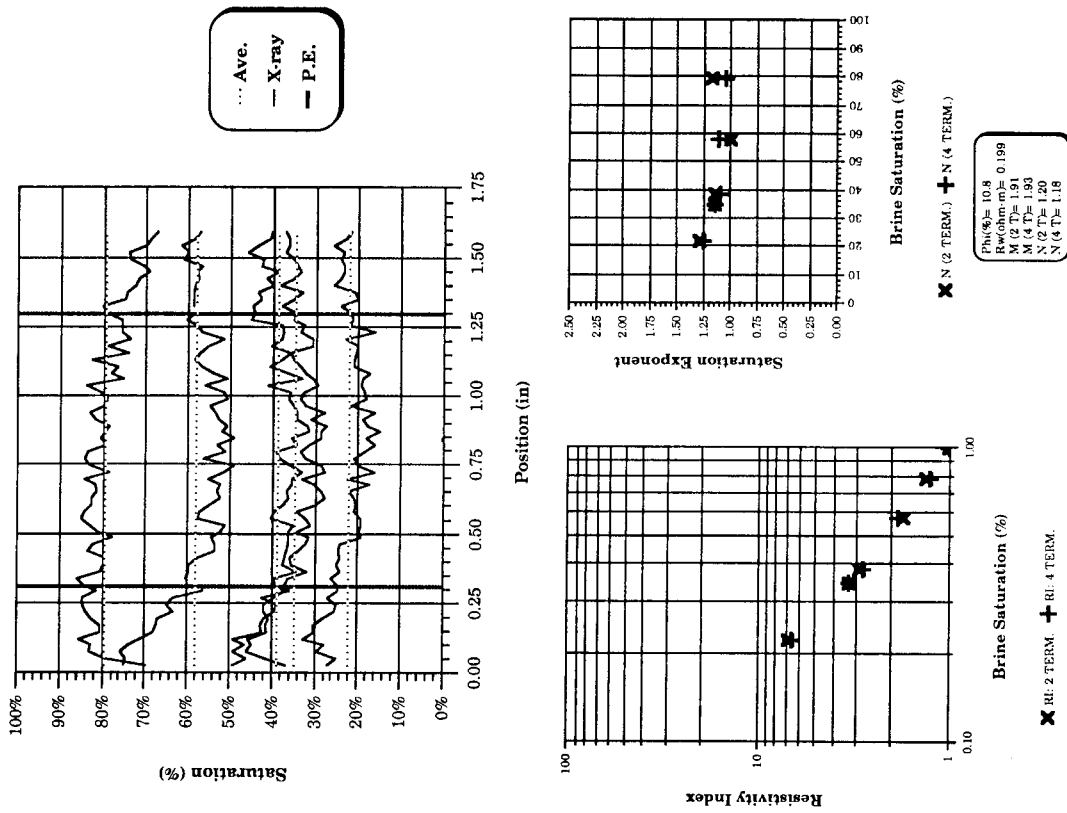 Saturation (%)
100%
90%
80%
70%
60%
50%
40%
30%
20%
10%
0%
0.00
0.25
0.50
0.75
1.00
1.25
1.50
1.75
Position (in)
Ave.
X-ray
P.E.
Resistivity Index
100
10
1
0.10
1.00
Brine Saturation (%)
RI: 2 TERM.
RI: 4 TERM.
Saturation Exponent
2.50
2.25
2.00
1.75
1.50
1.25
1.00
0.75
0.50
0.25
0.00
0
10
20
30
40
50
60
70
80
90
100
Brine Saturation (%)
N (2 TERM.)
N (4 TERM.)
Phi(%)= 10.8
Rw(ohm-m)= 0.199
M (2 T)= 1.91
M (4 T)= 1.93
N (2 T)= 1.20
N (4 T)= 1.18